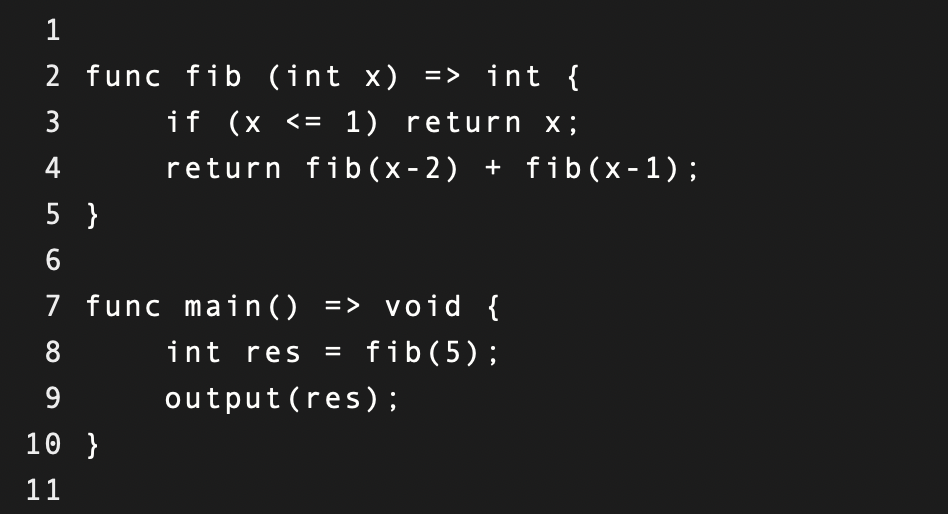 1
2 func fib (int x) => int {
3     if (x <= 1) return x;
4     return fib(x-2) + fib(x-1);
5 }
6
7 func main() => void {
8     int res = fib(5);
9     output(res);
10 }
11